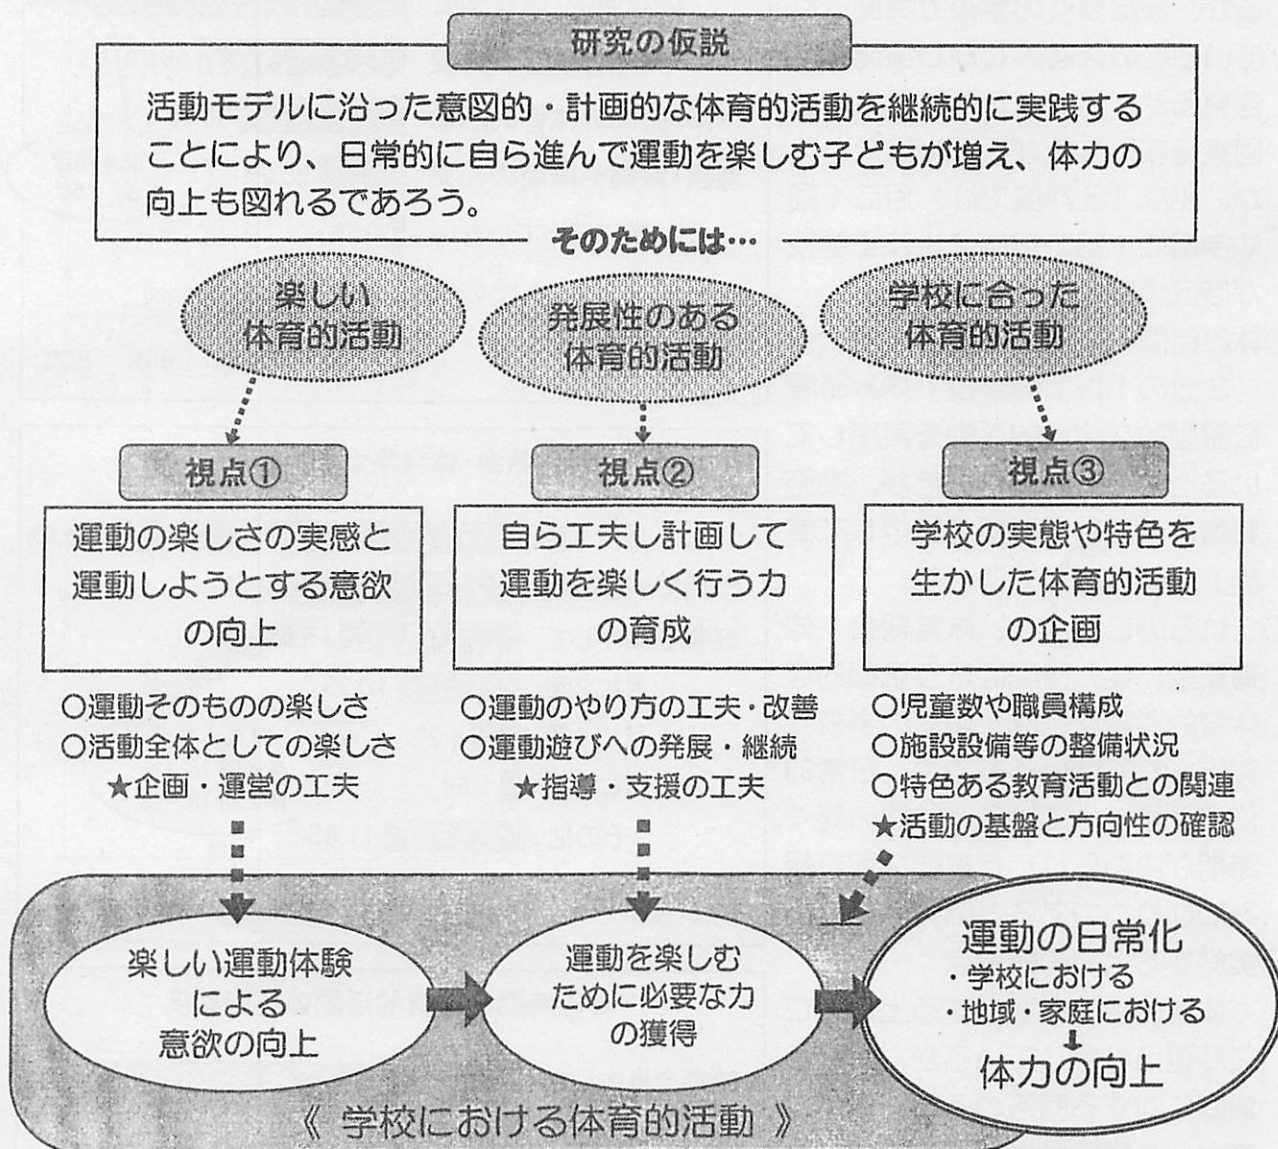 研究の仮説
活動モデルに沿った意図的・計画的な体育的活動を継続的に実践する
ことにより、日常的に自ら進んで運動を楽しむ子どもが増え、体力の
向上も図れるであろう。
そのためには…
楽しい
体育的活動
発展性のある
体育的活動
学校に合った
体育的活動
視点①
運動の楽しさの実感と
運動しようとする意欲
の向上
○運動そのものの楽しさ
○活動全体としての楽しさ
★企画・運営の工夫
視点②
自ら工夫し計画して
運動を楽しく行う力
の育成
○運動のやり方の工夫・改善
○運動遊びへの発展・継続
★指導・支援の工夫
視点③
学校の実態や特色を
生かした体育的活動
の企画
○児童数や職員構成
○施設設備等の整備状況
○特色ある教育活動との関連
★活動の基盤と方向性の確認
楽しい運動体験
による
意欲の向上
運動を楽しむ
ために必要な力
の獲得
運動の日常化
・学校における
・地域・家庭における
体力の向上
《 学校における体育的活動 》